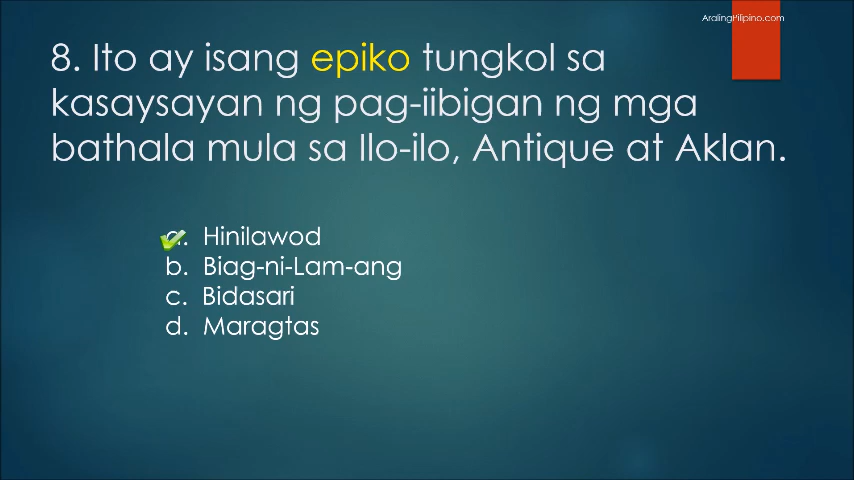 AralingPilipino.com
8. Ito ay isang epiko tungkol sa
kasaysayan ng pag-iibigan ng mga
bathala mula sa Ilo-ilo, Antique at Aklan.
a. Hinilawod
b. Biag-ni-Lam-ang
c. Bidasari
d. Maragtas